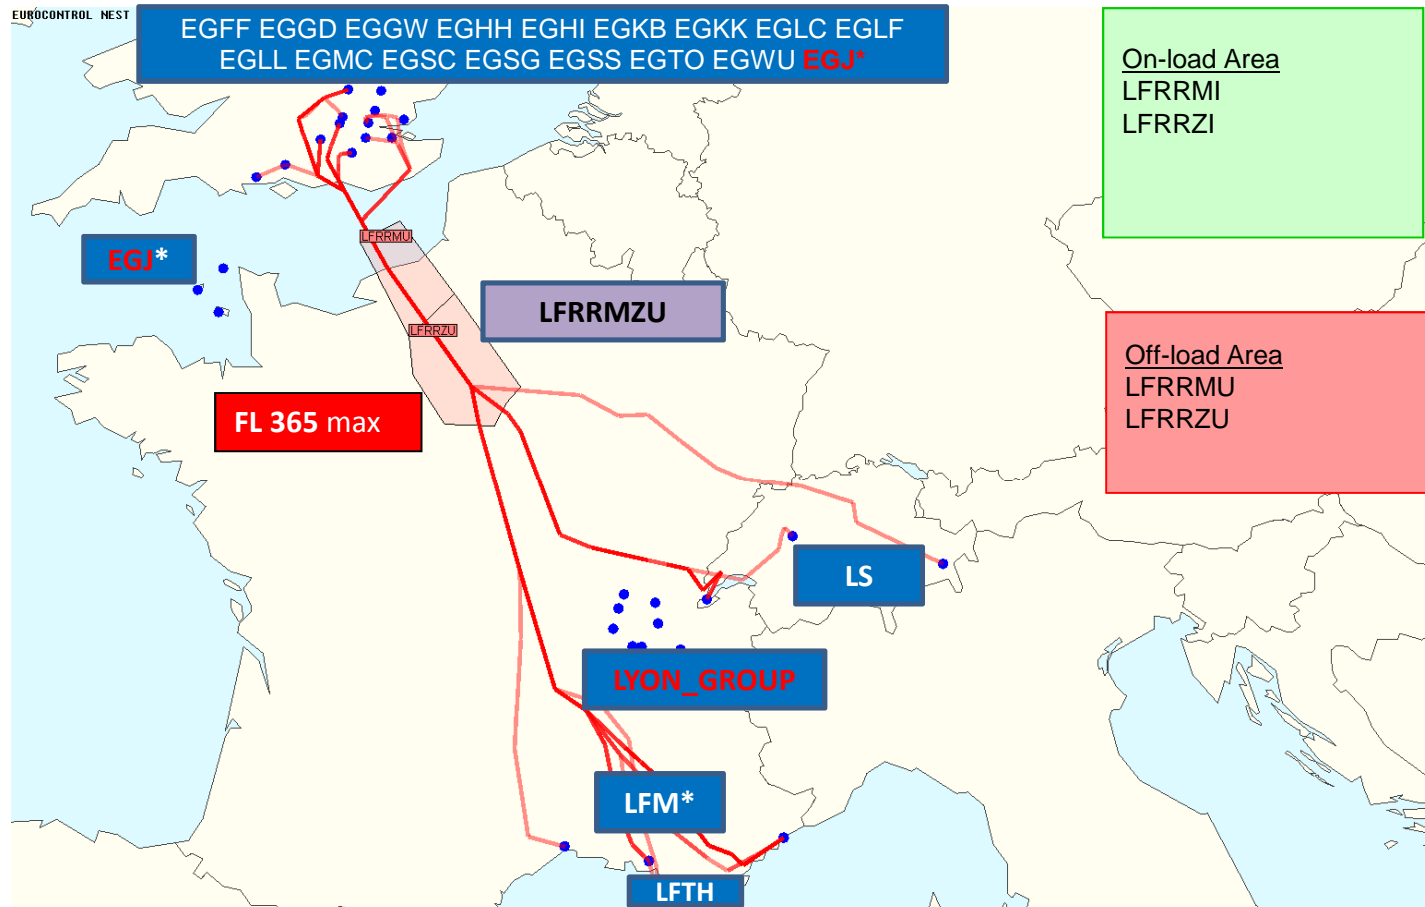 EUROCONTROL NEST
EGFF EGGD EGGW EGHH EGHI EGKB EGKK EGLC EGLF
EGLL EGMC EGSC EGSG EGSS EGTO EGWU EGJ*
On-load Area
LFRRMI
LFRRZI
LFRRMU
EGJ*
LFRRMZU
LFRRZU
Off-load Area
LFRRMU
LFRRZU
FL 365 max
LS
LYON_GROUP
LFM*
LFTH